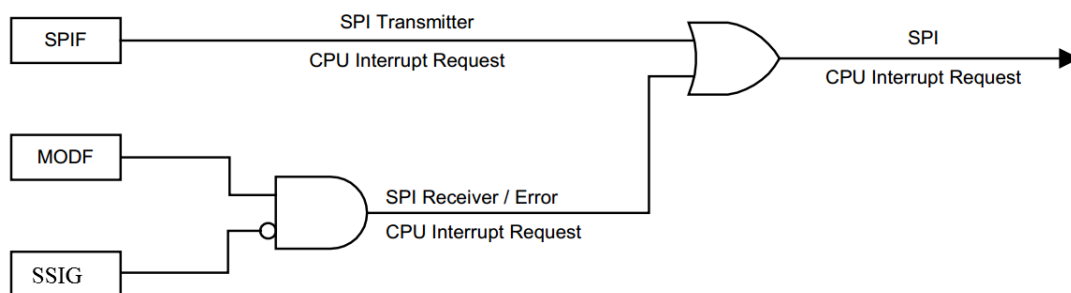 SPIF
SPI Transmitter
CPU Interrupt Request
SPI
CPU Interrupt Request
MODF
SPI Receiver / Error
CPU Interrupt Request
SSIG